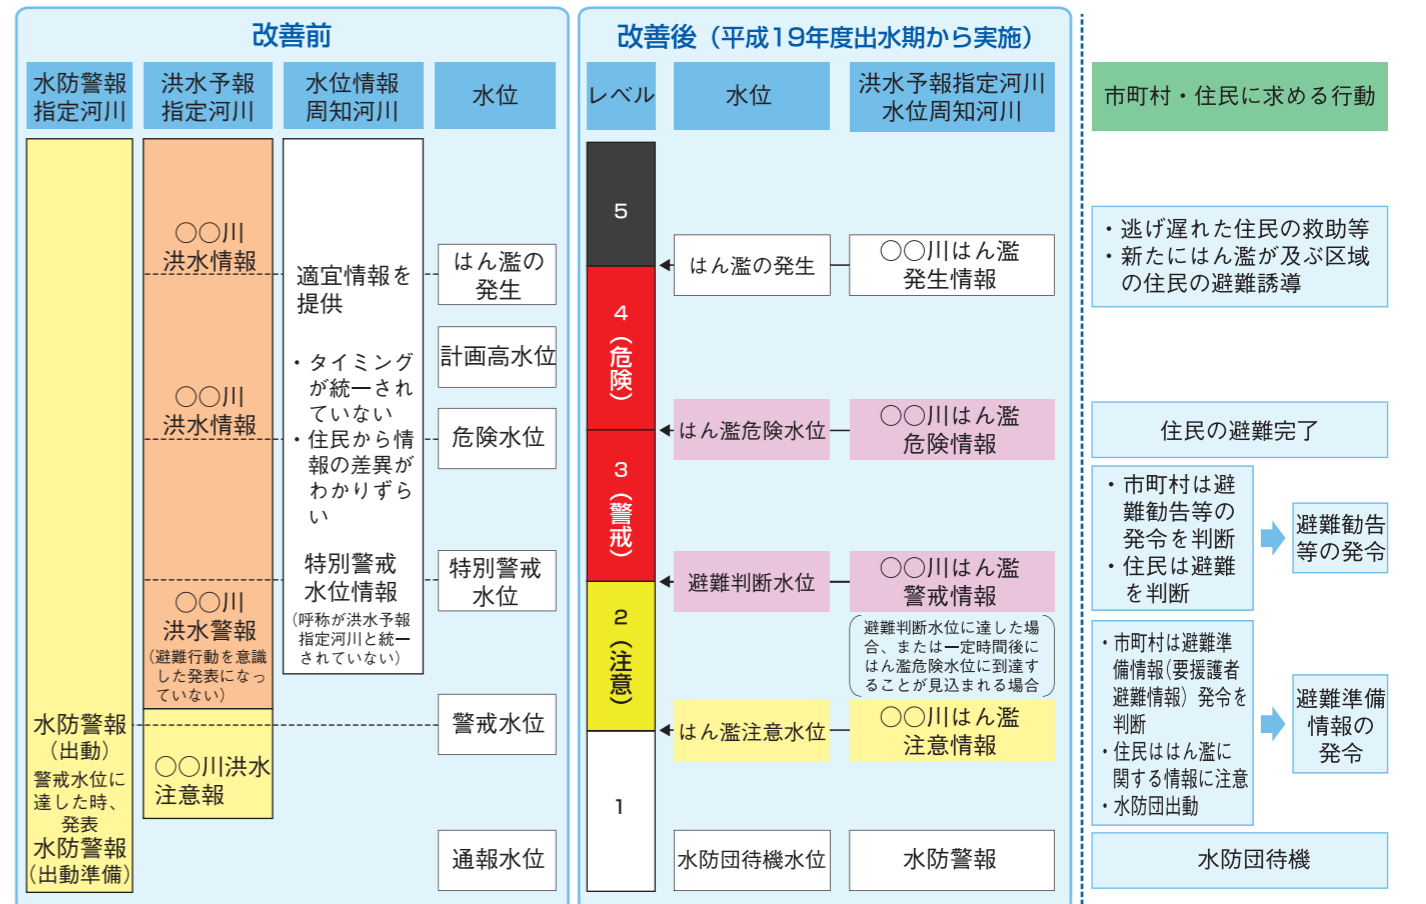 改善前
水防警報
指定河川
洪水予報
指定河川
水位情報
周知河川
水位
〇〇川
洪水情報
〇〇川
洪水情報
〇〇川
洪水警報
(避難行動を意識
した発表になっ
ていない)
〇〇川洪水
注意報
水防警報
(出動)
警戒水位に
達した時、
発表
水防警報
(出動準備)
適宜情報を
提供
・タイミング
が統一され
ていない
・住民から情
報の差異が
わかりずら
い
特別警戒
水位情報
(呼称が洪水予報
指定河川と統一
されていない)
はん濫の
発生
計画高水位
危険水位
特別警戒
水位
警戒水位
通報水位
改善後(平成19年度出水期から実施)
レベル
水位
洪水予報指定河川
水位周知河川
5
4(危険)
3(警戒)
2(注意)
1
はん濫の発生
はん濫危険水位
避難判断水位
はん濫注意水位
水防団待機水位
〇〇川はん濫
発生情報
〇〇川はん濫
危険情報
〇〇川はん濫
警戒情報
(避難判断水位に達した場
合、または一定時間後に
はん濫危険水位に到達す
ることが見込まれる場合)
〇〇川はん濫
注意情報
水防警報
市町村・住民に求める行動
・逃げ遅れた住民の救助等
・新たにはん濫が及ぶ区域
の住民の避難誘導
住民の避難完了
・市町村は避
難勧告等の
発令を判断
・住民は避難
を判断
避難勧告
等の発令
・市町村は避難準
備情報(要援護者
避難情報)発令を
判断
・住民ははん濫に
関する情報に注意
・水防団出動
避難準備
情報の
発令
水防団待機